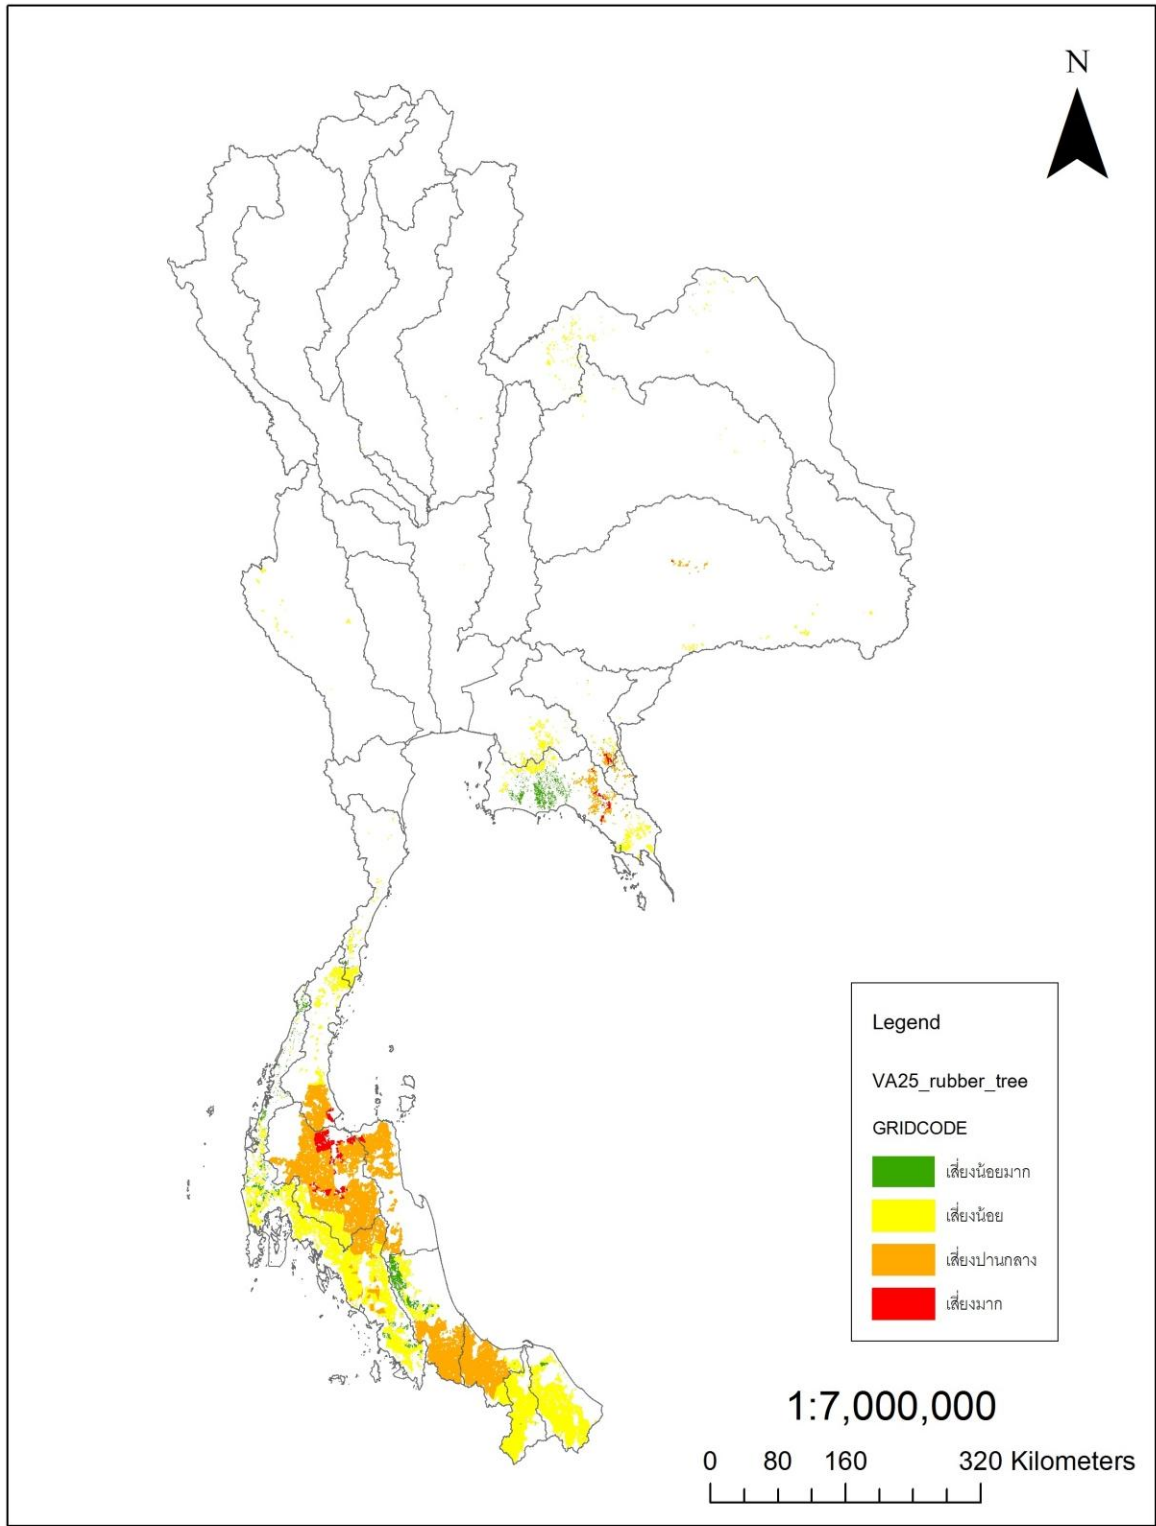 N
Legend
VA25_rubber_tree
GRIDCODE
เสี่ยงน้อยมาก
เสี่ยงน้อย
เสี่ยงปานกลาง
เสี่ยงมาก
1:7,000,000
0 80 160 320 Kilometers